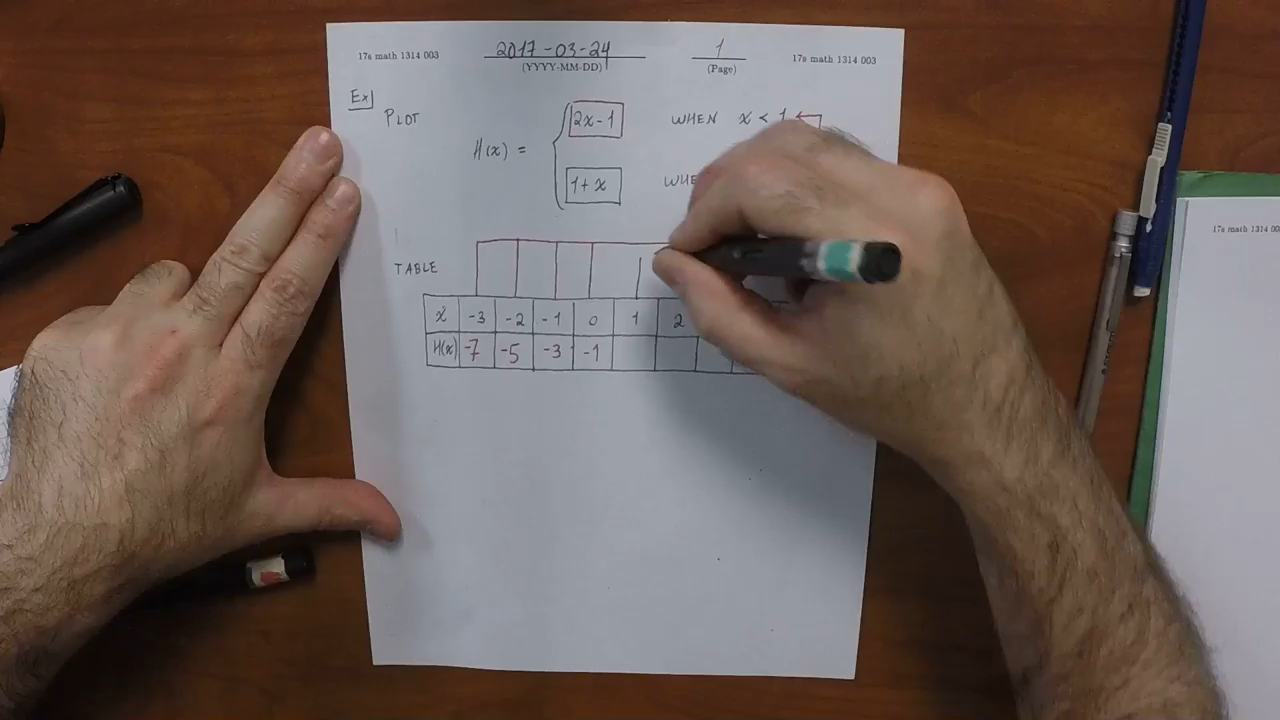 17s math 1314 003 2017-03-24 1 17s math 1314 003
(YYYY-MM-DD) (Page)
Ex
PLOT
2x-1 WHEN x < 1
H(x) =
1+x
TABLE
x -3 -2 -1 0 1 2
H(x) -7 -5 -3 -1
17s math 1314